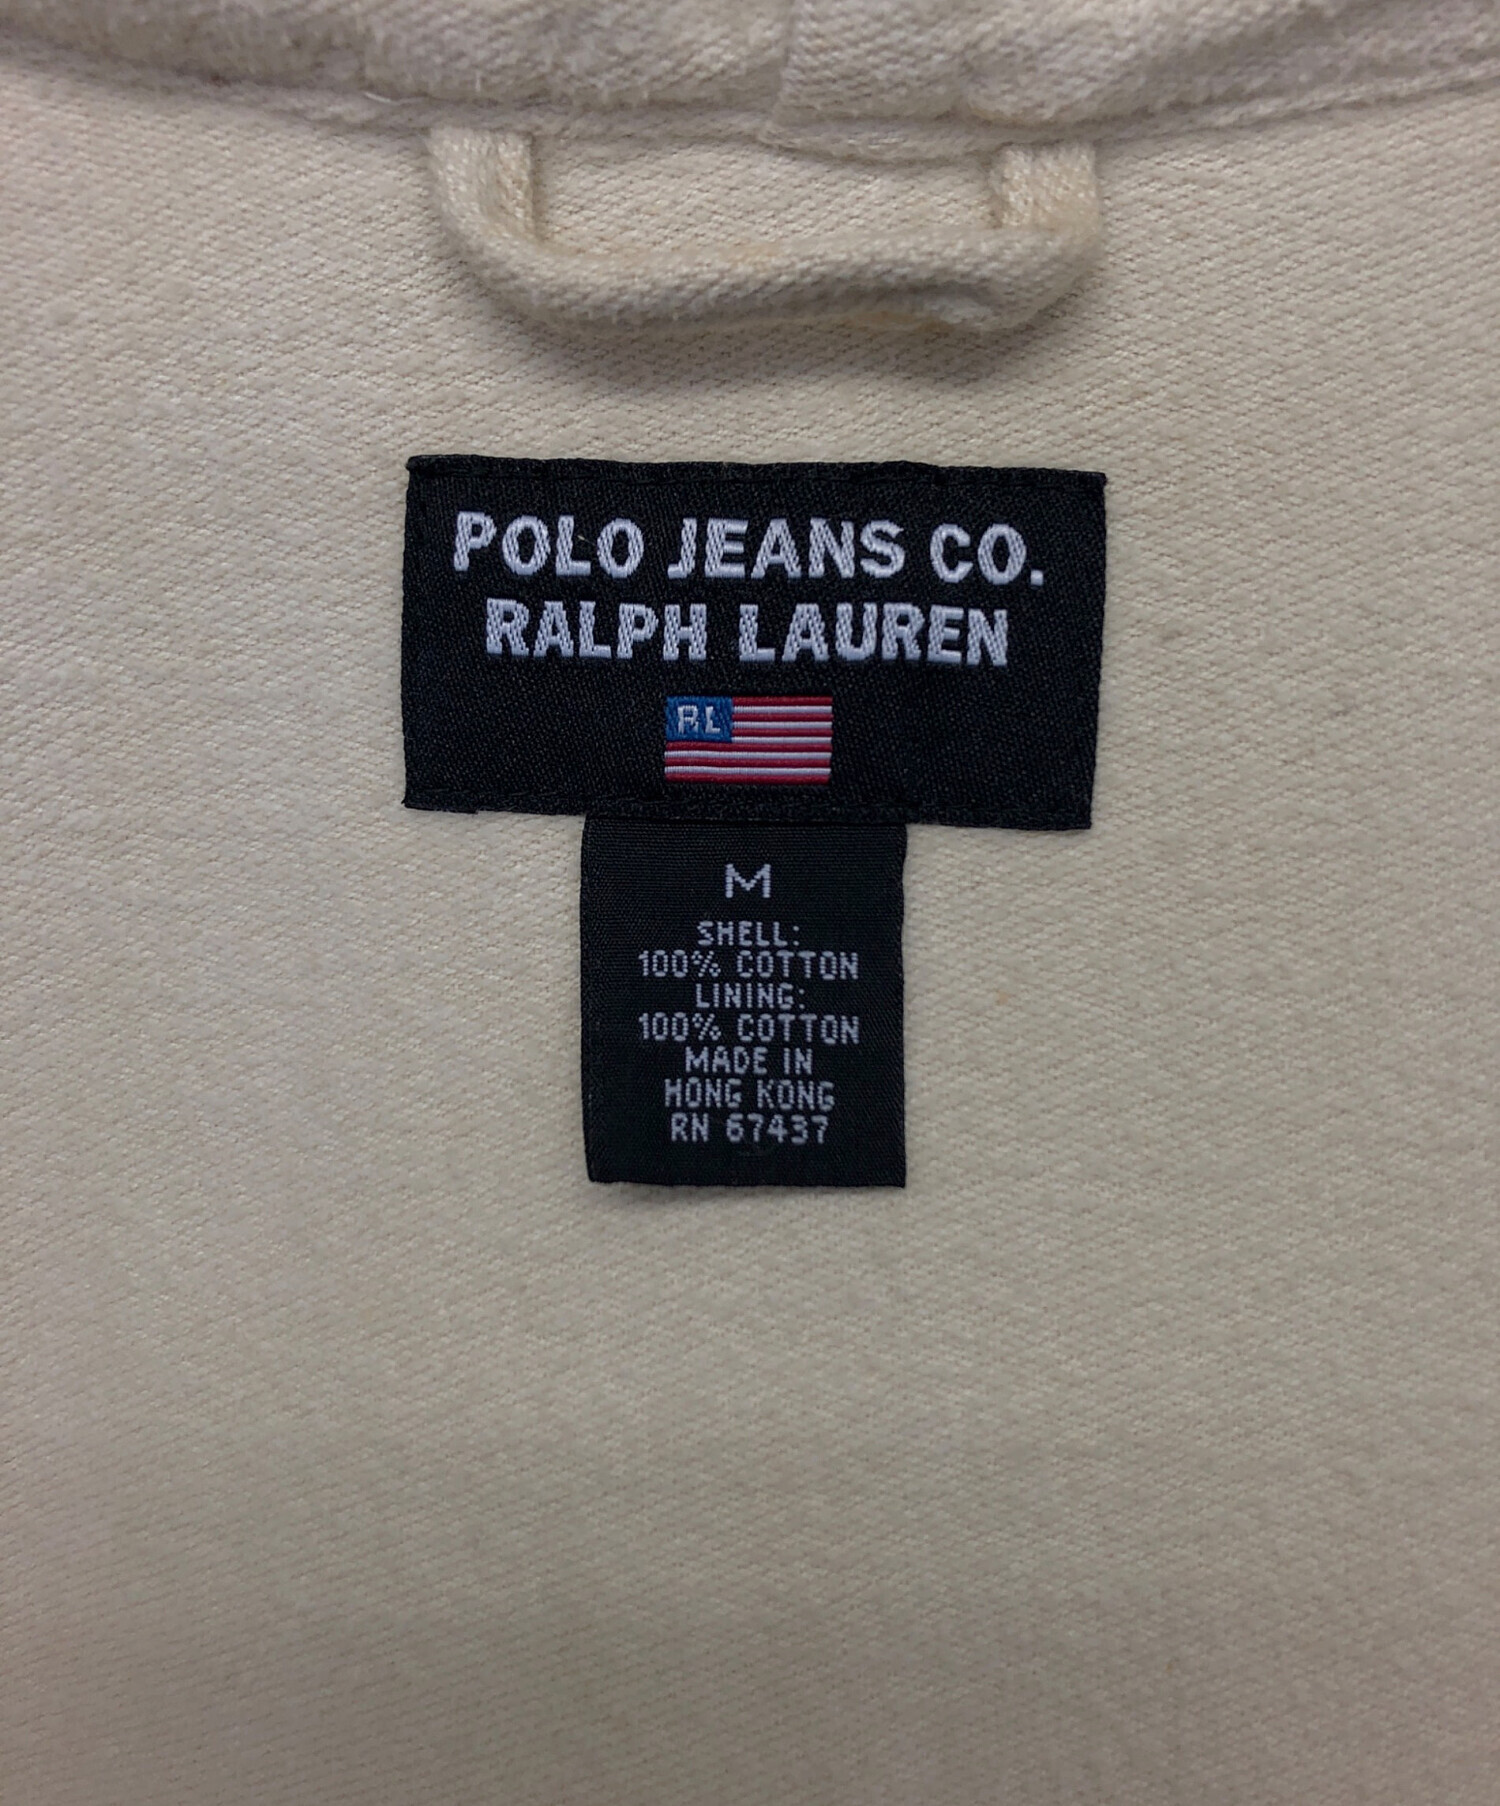 POLO JEANS CO.
RALPH LAUREN
RL
M
SHELL:
100% COTTON
LINING:
100% COTTON
MADE IN
HONG KONG
RN 67437